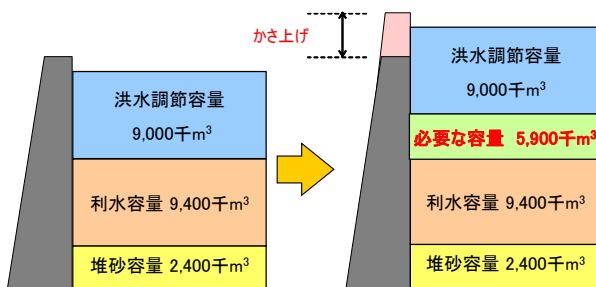 洪水調節容量
9,000千m³
利水容量 9,400千m³
堆砂容量 2,400千m³
かさ上げ
洪水調節容量
9,000千m³
必要な容量 5,900千m³
利水容量 9,400千m³
堆砂容量 2,400千m³